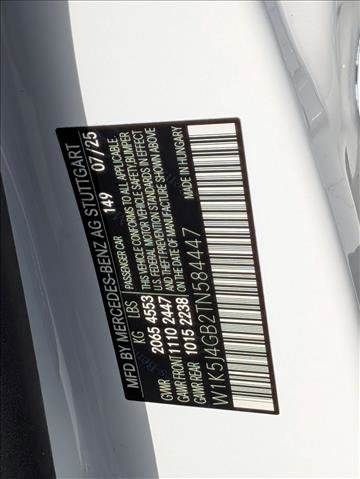 MFD BY MERCEDES-BENZ AG STUTTGART
PASSENGER CAR 149 07/25
KG LBS
GVWR 2065 4553
GAWR FRONT 1110 2447
GAWR REAR 1015 2238
THIS VEHICLE CONFORMS TO ALL APPLICABLE
FEDERAL MOTOR VEHICLE SAFETY, BUMPER
AND THEFT PREVENTION STANDARDS IN EFFECT
ON THE DATE OF MANUFACTURE SHOWN ABOVE
MADE IN HUNGARY
W1K5J4GB2TN584447